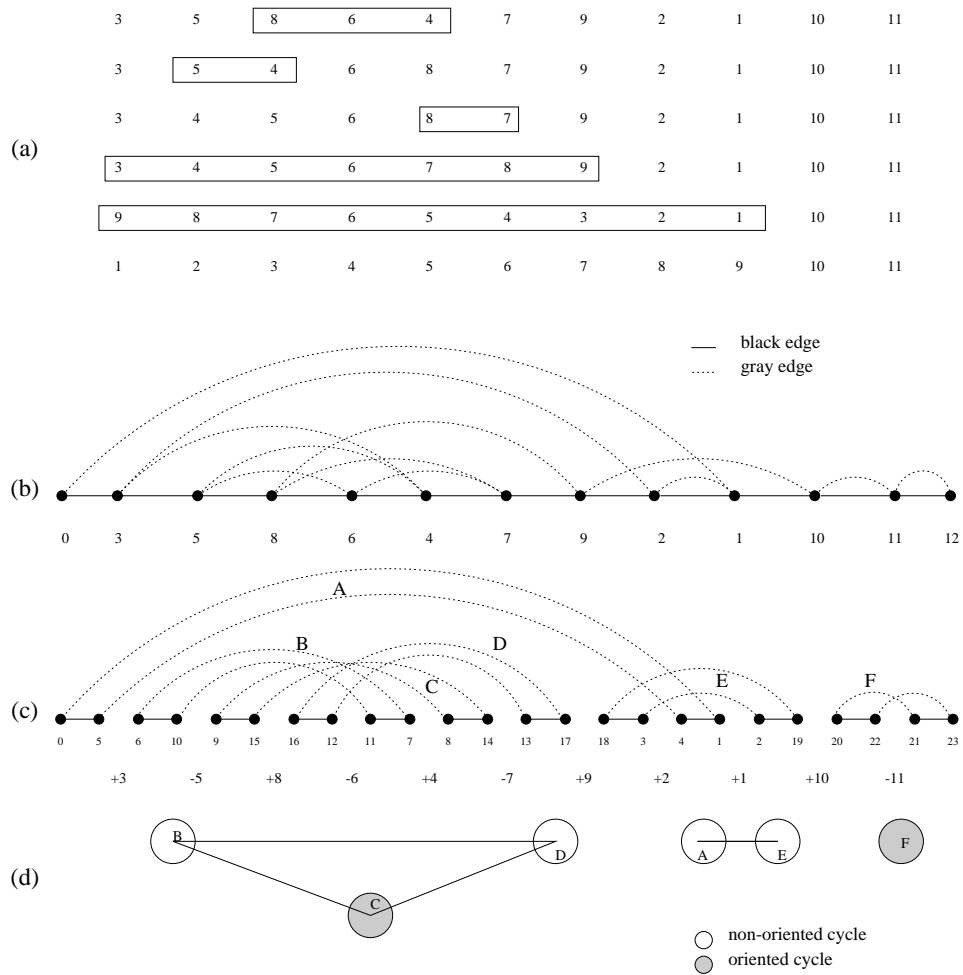 3 5 8 6 4 7 9 2 1 10 11
3 5 4 6 8 7 9 2 1 10 11
3 4 5 6 8 7 9 2 1 10 11
(a)
3 4 5 6 7 8 9 2 1 10 11
9 8 7 6 5 4 3 2 1 10 11
1 2 3 4 5 6 7 8 9 10 11
black edge
gray edge
(b)
0 3 5 8 6 4 7 9 2 1 10 11 12
A
B D
C E F
(c)
0 5 6 10 9 15 16 12 11 7 8 14 13 17 18 3 4 1 2 19 20 22 21 23
+3 -5 +8 -6 +4 -7 +9 +2 +1 +10 -11
B D A E F
(d)
C
non-oriented cycle
oriented cycle